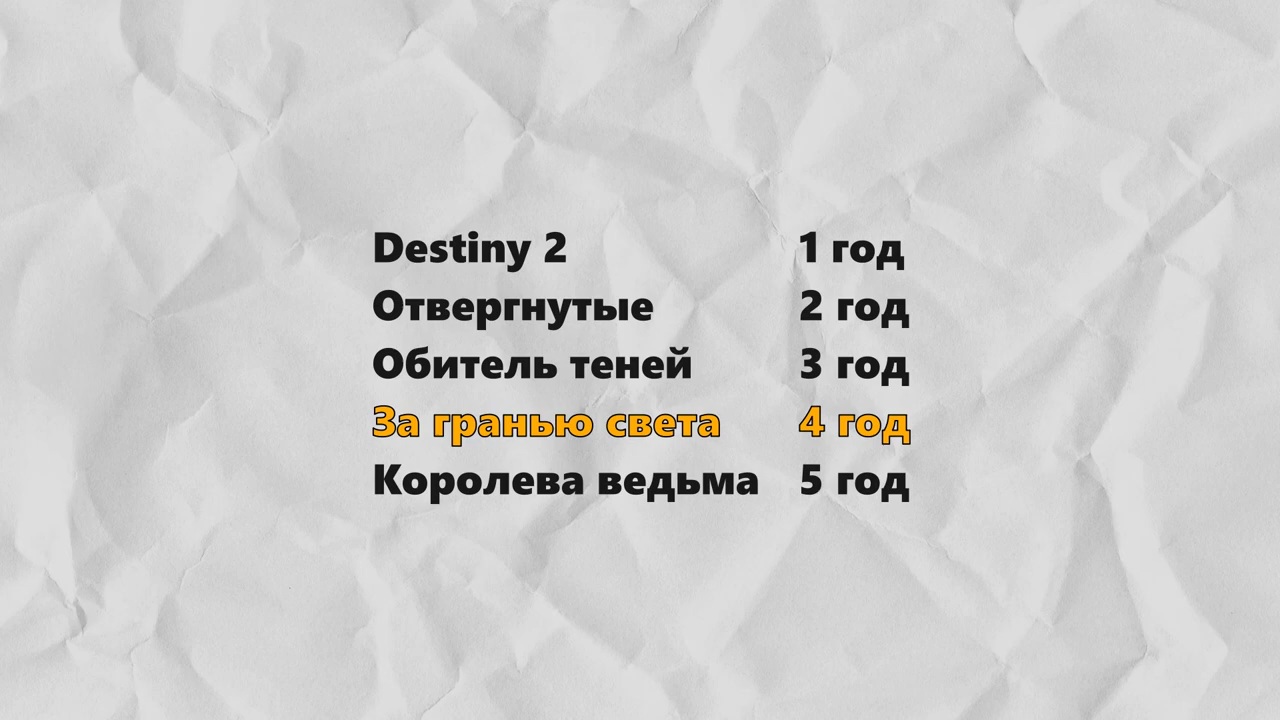 Destiny 2 1 год
Отвергнутые 2 год
Обитель теней 3 год
За гранью света 4 год
Королева ведьма 5 год